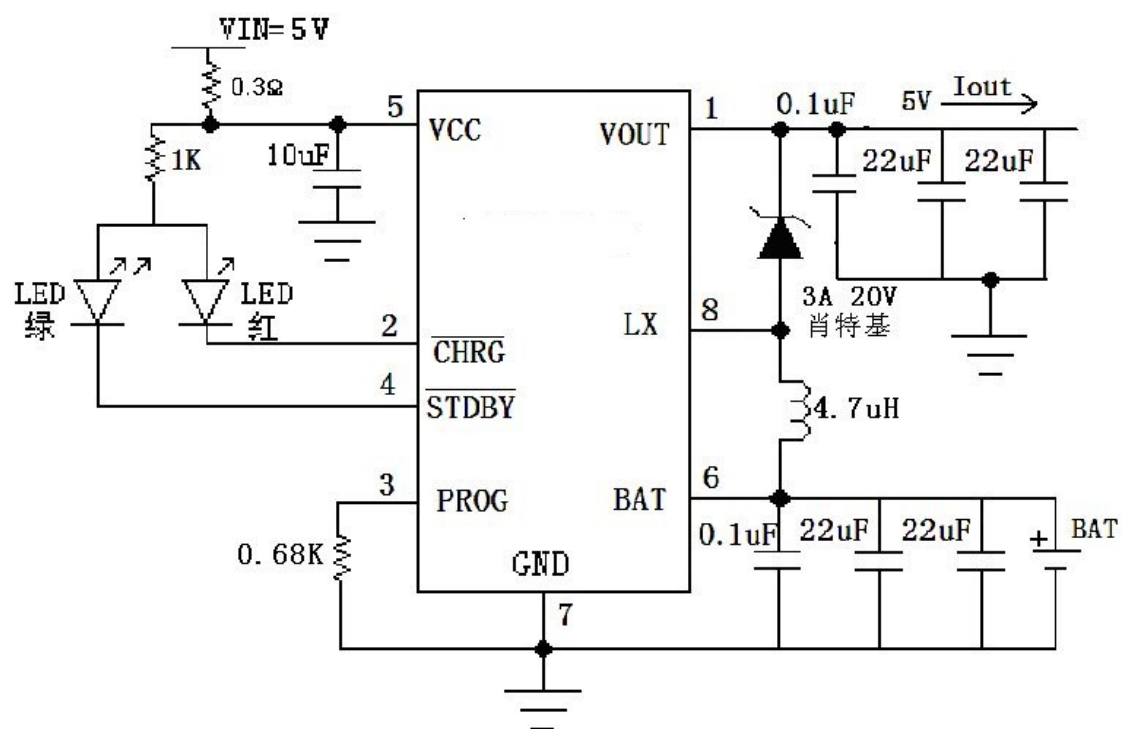 VIN=5V
0.3Ω
5
VCC
1K
10uF
LED
绿
LED
红
2
CHRG
4
STDBY
3
PROG
0.68K
GND
7
1
VOUT
0.1uF
5V
Iout
22uF
22uF
3A 20V
肖特基
8
LX
4.7uH
6
BAT
0.1uF
22uF
22uF
+
BAT